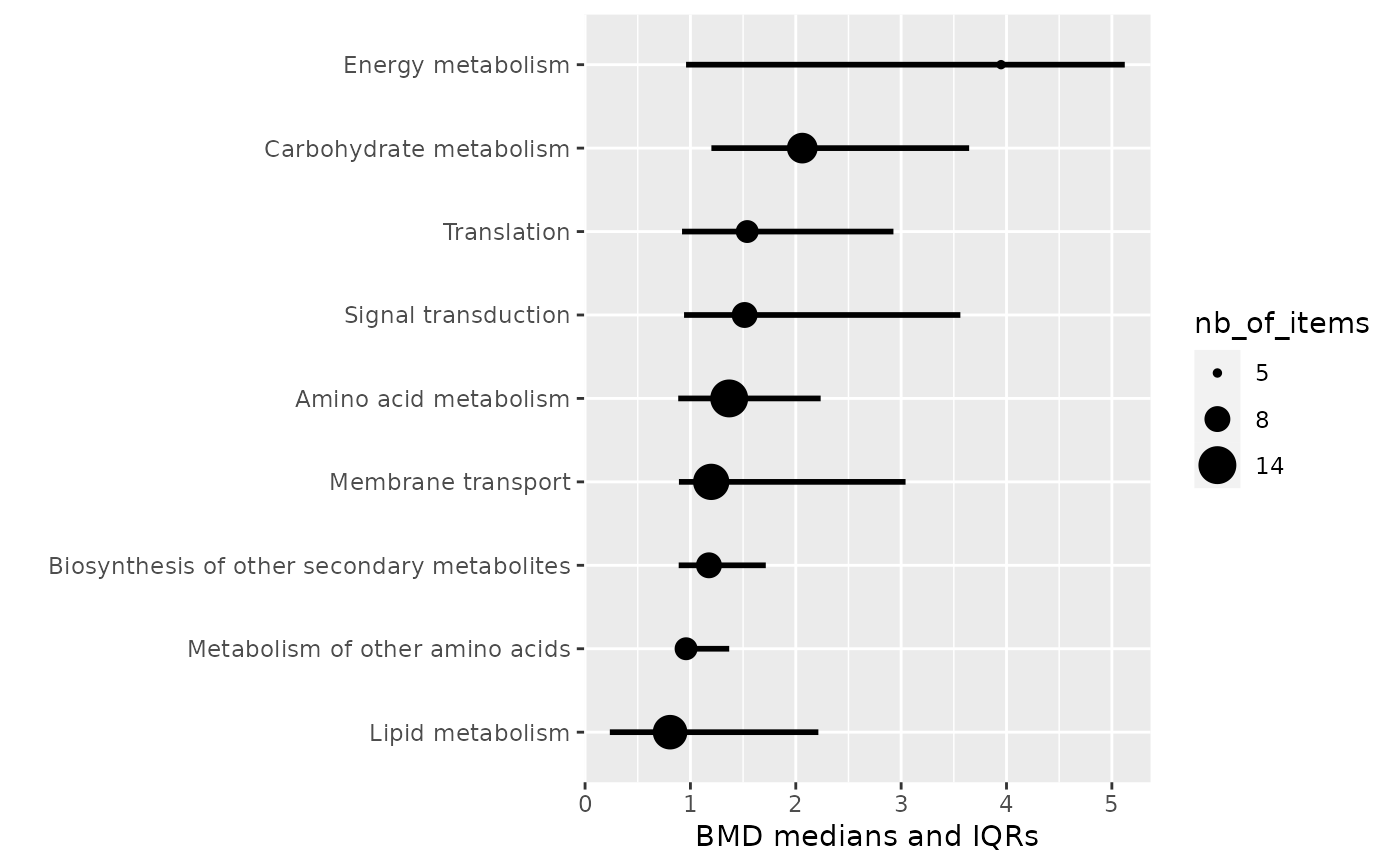 Energy metabolism
Carbohydrate metabolism
Translation
Signal transduction
Amino acid metabolism
Membrane transport
Biosynthesis of other secondary metabolites
Metabolism of other amino acids
Lipid metabolism
0 1 2 3 4 5
BMD medians and IQRs
nb_of_items
5
8
14